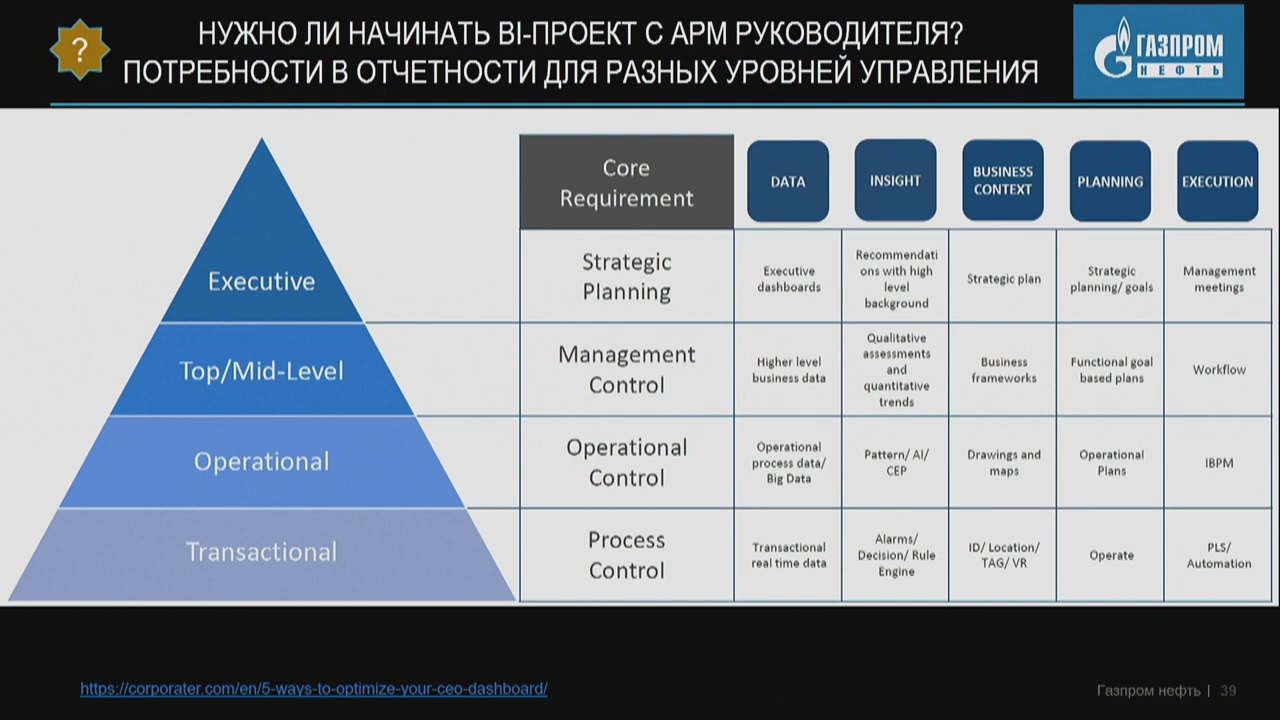 ?
НУЖНО ЛИ НАЧИНАТЬ BI-ПРОЕКТ С АРМ РУКОВОДИТЕЛЯ?
ПОТРЕБНОСТИ В ОТЧЕТНОСТИ ДЛЯ РАЗНЫХ УРОВНЕЙ УПРАВЛЕНИЯ
ГАЗПРОМ
НЕФТЬ
Core
Requirement
DATA
INSIGHT
BUSINESS
CONTEXT
PLANNING
EXECUTION
Executive
Strategic
Planning
Executive
dashboards
Recommendati
ons with high
level
background
Strategic plan
Strategic
planning/ goals
Management
meetings
Top/Mid-Level
Management
Control
Higher level
business data
Qualitative
assessments
and
quantitative
trends
Business
frameworks
Functional goal
based plans
Workflow
Operational
Operational
Control
Operational
process data/
Big Data
Pattern/ AI/
CEP
Drawings and
maps
Operational
Plans
IBPM
Transactional
Process
Control
Transactional
real time data
Alarms/
Decision/ Rule
Engine
ID/ Location/
TAG/ VR
Operate
PLS/
Automation
https://corporater.com/en/5-ways-to-optimize-your-ceo-dashboard/
Газпром нефть | 39